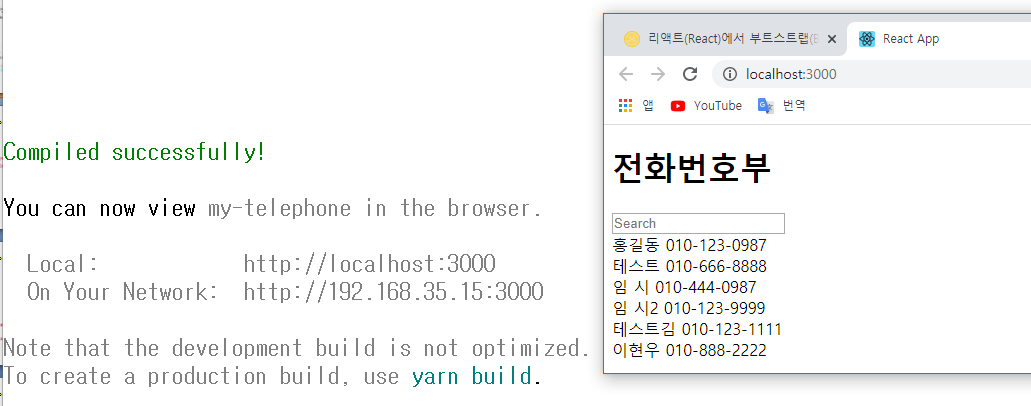 Compiled successfully!
You can now view my-telephone in the browser.
Local: http://localhost:3000
On Your Network: http://192.168.35.15:3000
Note that the development build is not optimized.
To create a production build, use yarn build.
리액트(React)에서 부트스트랩(B
React App
localhost:3000
앱 YouTube 번역
전화번호부
Search
홍길동 010-123-0987
테스트 010-666-8888
임 시 010-444-0987
임 시2 010-123-9999
테스트김 010-123-1111
이현우 010-888-2222